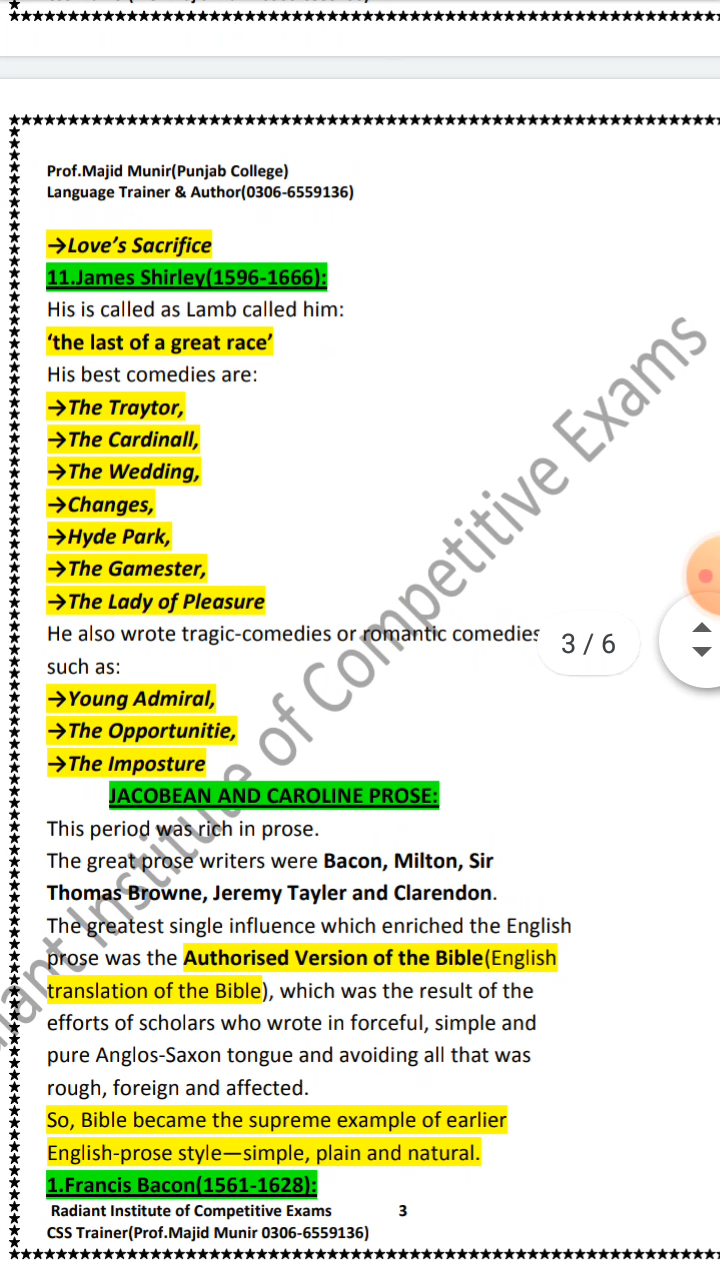 Prof.Majid Munir(Punjab College)
Language Trainer & Author(0306-6559136)
→Love's Sacrifice
11.James Shirley(1596-1666):
His is called as Lamb called him:
'the last of a great race'
His best comedies are:
→The Traytor,
→The Cardinall,
→The Wedding,
→Changes,
→Hyde Park,
→The Gamester,
→The Lady of Pleasure
He also wrote tragic-comedies or romantic comedies
such as:
→Young Admiral,
→The Opportunitie,
→The Imposture
JACOBEAN AND CAROLINE PROSE:
This period was rich in prose.
The great prose writers were Bacon, Milton, Sir
Thomas Browne, Jeremy Tayler and Clarendon.
The greatest single influence which enriched the English
prose was the Authorised Version of the Bible(English
translation of the Bible), which was the result of the
efforts of scholars who wrote in forceful, simple and
pure Anglos-Saxon tongue and avoiding all that was
rough, foreign and affected.
So, Bible became the supreme example of earlier
English-prose style—simple, plain and natural.
1.Francis Bacon(1561-1628):
Radiant Institute of Competitive Exams 3
CSS Trainer(Prof.Majid Munir 0306-6559136)
3 / 6
ant Institute of Competitive Exams